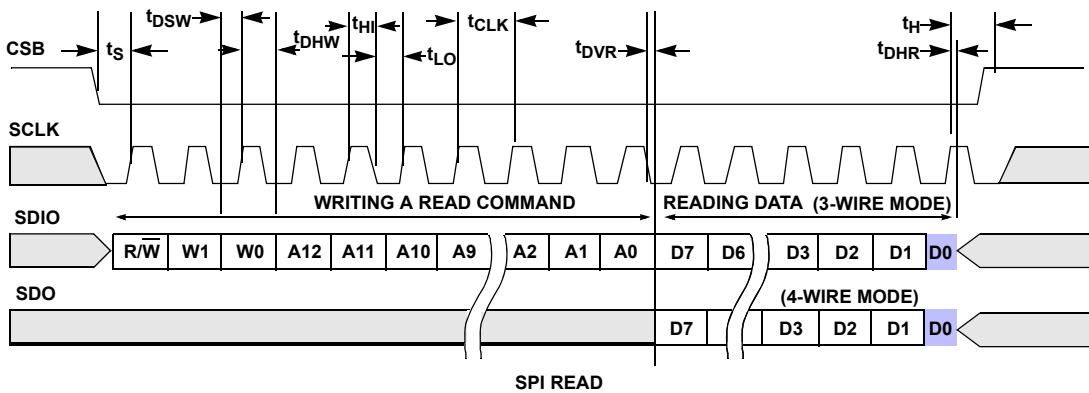 tDSW tHI tCLK tH
CSB tS tDHW tLO tDVR tDHR
SCLK
WRITING A READ COMMAND READING DATA (3-WIRE MODE)
SDIO
R/W̅ W1 W0 A12 A11 A10 A9 A2 A1 A0 D7 D6 D3 D2 D1 D0
SDO
(4-WIRE MODE)
D7 D3 D2 D1 D0
SPI READ